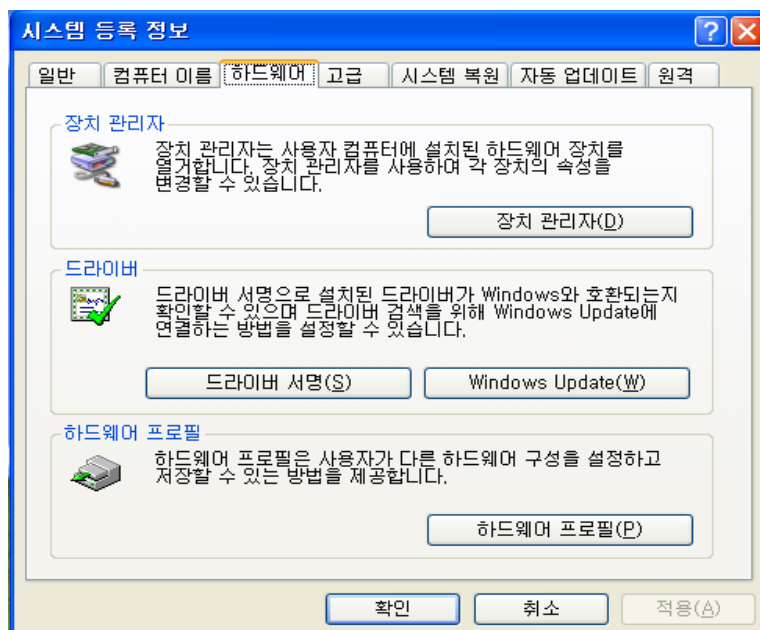 시스템 등록 정보
일반 컴퓨터 이름 하드웨어 고급 시스템 복원 자동 업데이트 원격
장치 관리자
장치 관리자는 사용자 컴퓨터에 설치된 하드웨어 장치를
열거합니다. 장치 관리자를 사용하여 각 장치의 속성을
변경할 수 있습니다.
장치 관리자(D)
드라이버
드라이버 서명으로 설치된 드라이버가 Windows와 호환되는지
확인할 수 있으며 드라이버 검색을 위해 Windows Update에
연결하는 방법을 설정할 수 있습니다.
드라이버 서명(S) Windows Update(W)
하드웨어 프로필
하드웨어 프로필은 사용자가 다른 하드웨어 구성을 설정하고
저장할 수 있는 방법을 제공합니다.
하드웨어 프로필(P)
확인 취소 적용(A)